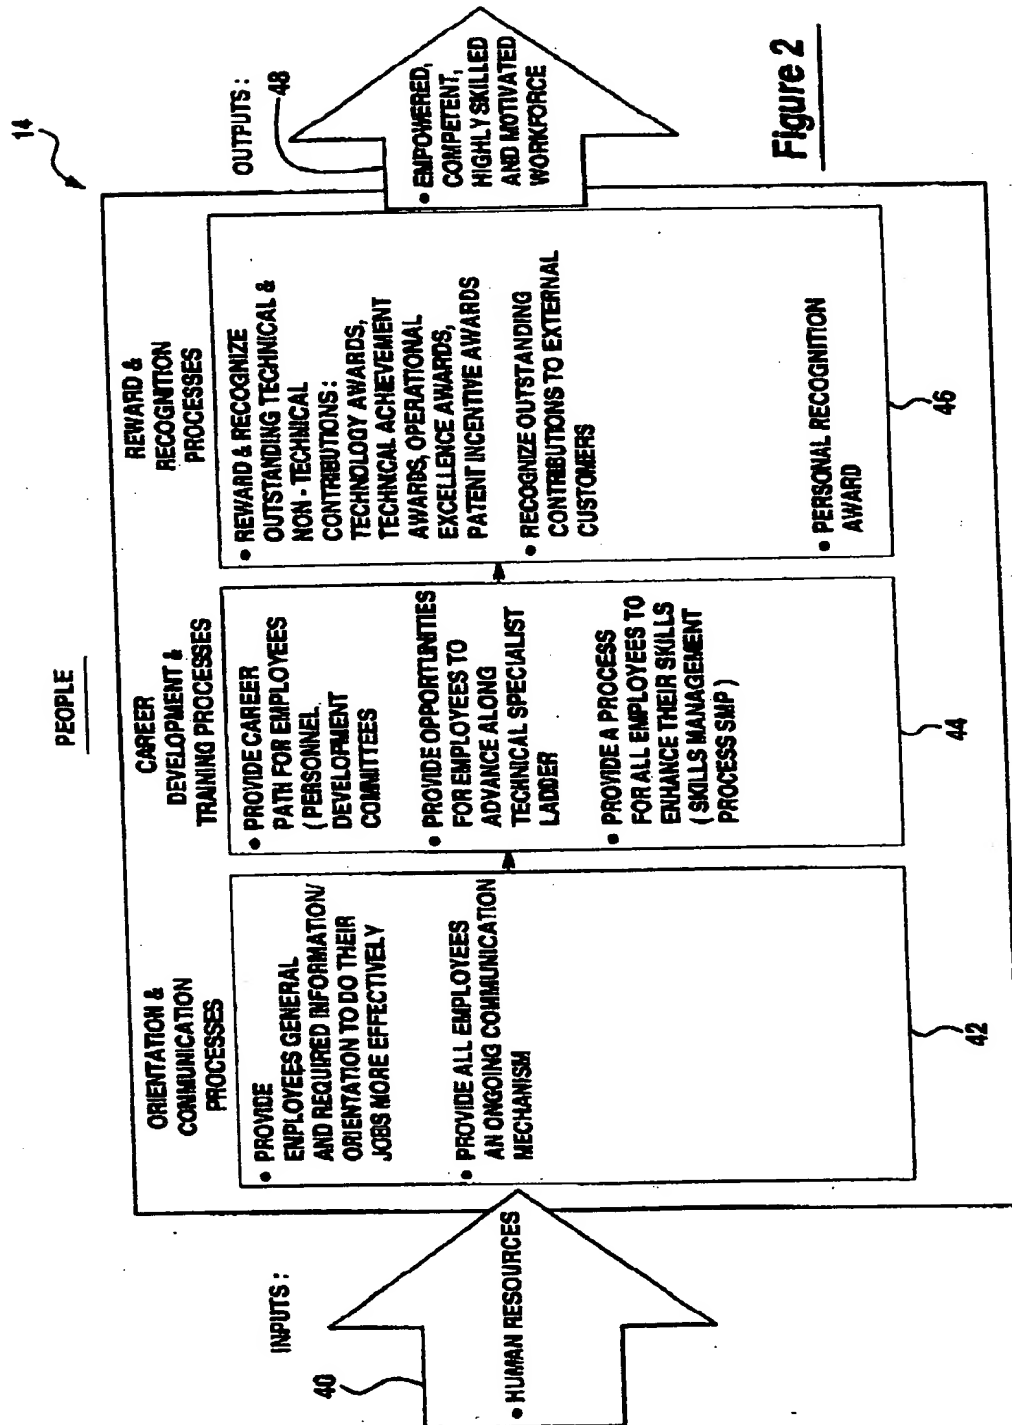 14
PEOPLE
INPUTS :
40
• HUMAN RESOURCES
ORIENTATION &
COMMUNICATION
PROCESSES
• PROVIDE
EMPLOYEES GENERAL
AND REQUIRED INFORMATION/
ORIENTATION TO DO THEIR
JOBS MORE EFFECTIVELY
• PROVIDE ALL EMPLOYEES
AN ONGOING COMMUNICATION
MECHANISM
42
CAREER
DEVELOPMENT &
TRAINING PROCESSES
• PROVIDE CAREER
PATH FOR EMPLOYEES
( PERSONNEL
DEVELOPMENT
COMMITTEES
• PROVIDE OPPORTUNITIES
FOR EMPLOYEES TO
ADVANCE ALONG
TECHNICAL SPECIALIST
LADDER
• PROVIDE A PROCESS
FOR ALL EMPLOYEES TO
ENHANCE THEIR SKILLS
( SKILLS MANAGEMENT
PROCESS SMP )
44
REWARD &
RECOGNITION
PROCESSES
• REWARD & RECOGNIZE
OUTSTANDING TECHNICAL &
NON - TECHNICAL
CONTRIBUTIONS :
TECHNOLOGY AWARDS,
TECHNICAL ACHIEVEMENT
AWARDS, OPERATIONAL
EXCELLENCE AWARDS,
PATENT INCENTIVE AWARDS
• RECOGNIZE OUTSTANDING
CONTRIBUTIONS TO EXTERNAL
CUSTOMERS
• PERSONAL RECOGNITION
AWARD
46
OUTPUTS :
48
• EMPOWERED,
COMPETENT,
HIGHLY SKILLED
AND MOTIVATED
WORKFORCE
Figure 2